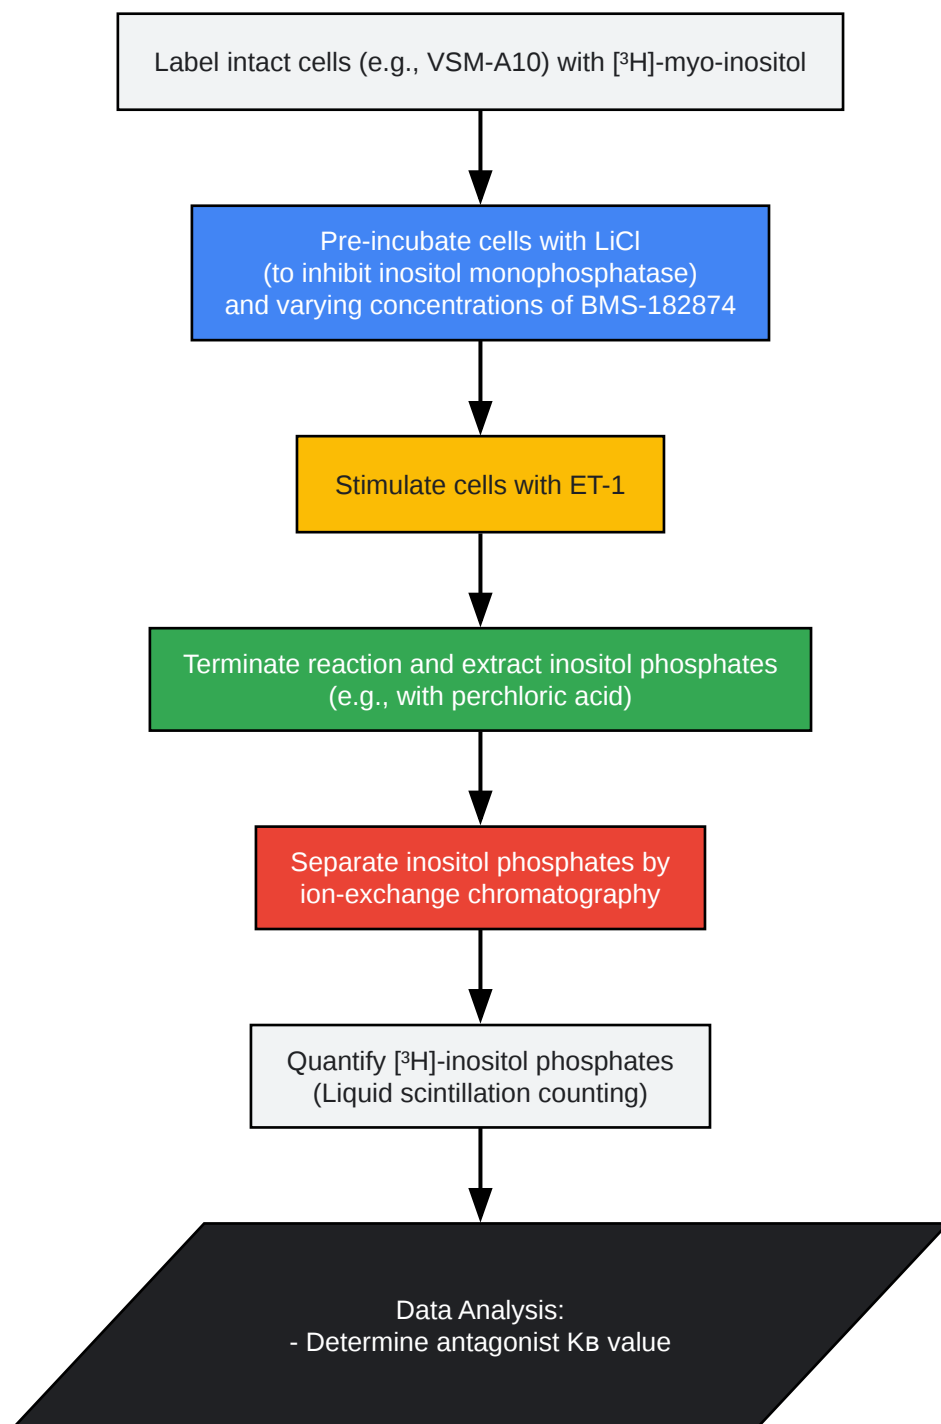 Label intact cells (e.g., VSM-A10) with [³H]-myo-inositol
Pre-incubate cells with LiCl
(to inhibit inositol monophosphatase)
and varying concentrations of BMS-182874
Stimulate cells with ET-1
Terminate reaction and extract inositol phosphates
(e.g., with perchloric acid)
Separate inositol phosphates by
ion-exchange chromatography
Quantify [³H]-inositol phosphates
(Liquid scintillation counting)
Data Analysis:
- Determine antagonist Kʙ value